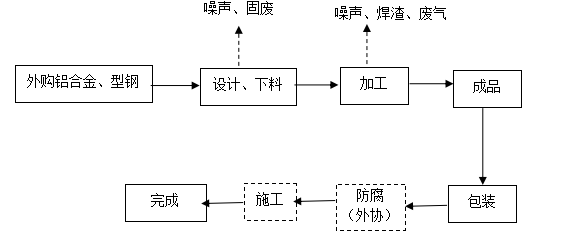 噪声、固废
噪声、焊渣、废气
外购铝合金、型钢
设计、下料
加工
成品
完成
施工
防腐
（外协）
包装